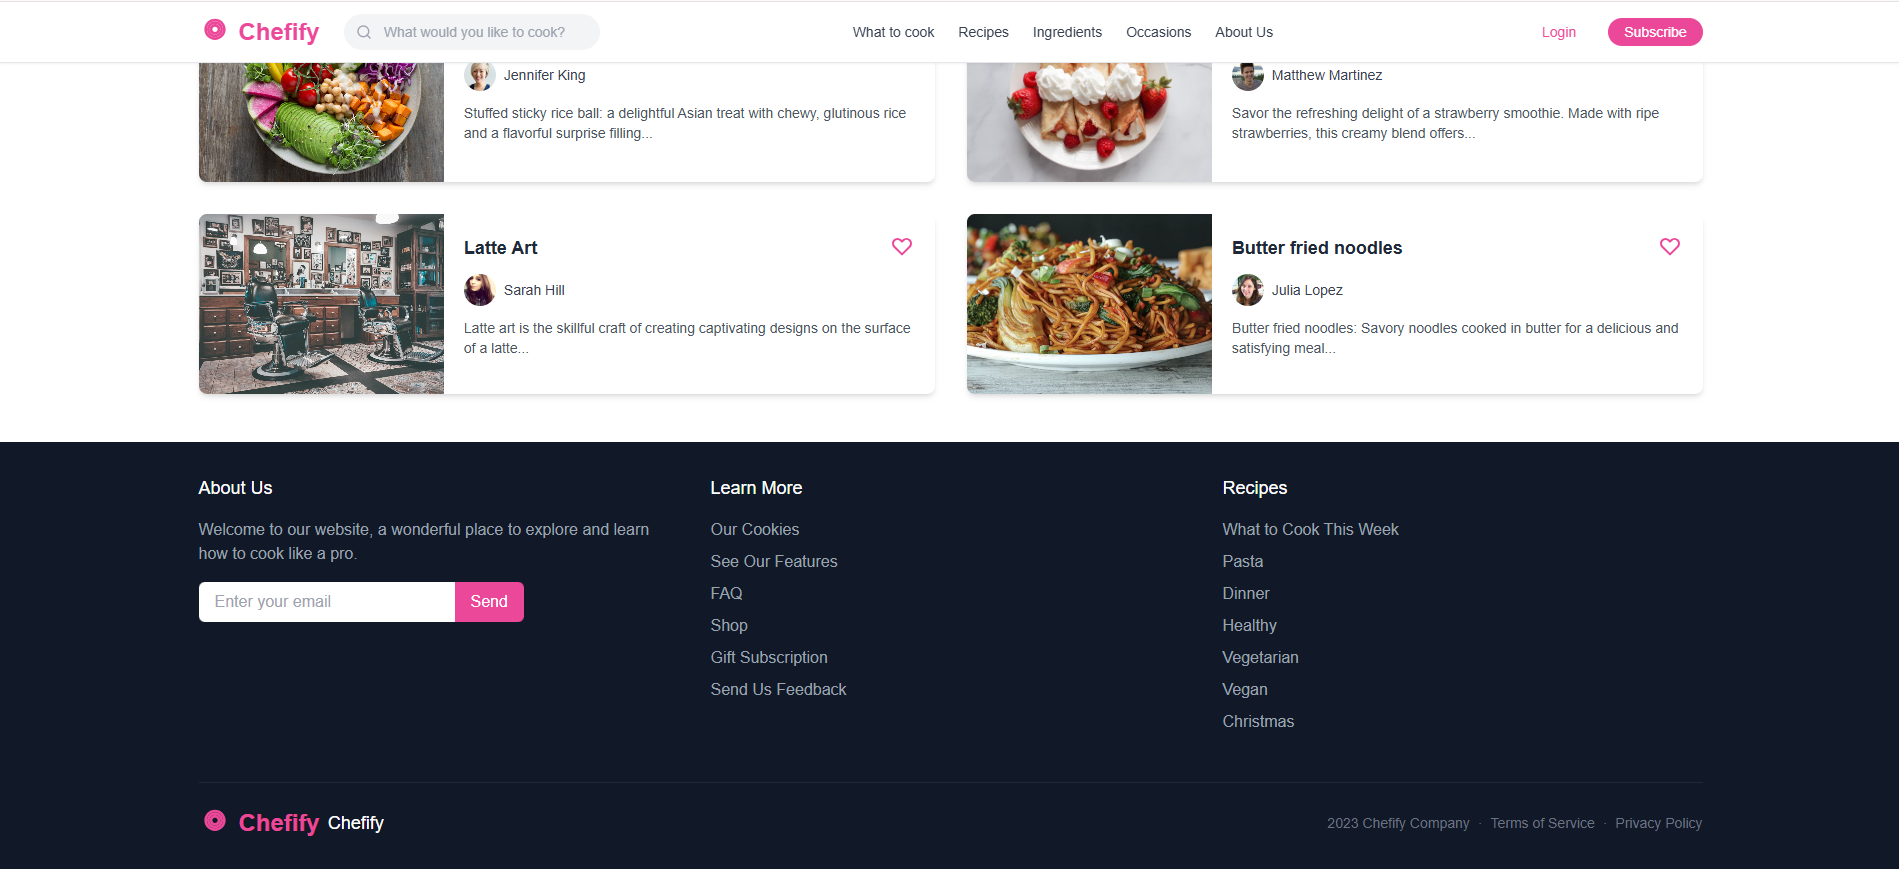 Chefify
What would you like to cook?
What to cook
Recipes
Ingredients
Occasions
About Us
Login
Subscribe
Jennifer King
Stuffed sticky rice ball: a delightful Asian treat with chewy, glutinous rice
and a flavorful surprise filling...
Matthew Martinez
Savor the refreshing delight of a strawberry smoothie. Made with ripe
strawberries, this creamy blend offers...
Latte Art
Sarah Hill
Latte art is the skillful craft of creating captivating designs on the surface
of a latte...
Butter fried noodles
Julia Lopez
Butter fried noodles: Savory noodles cooked in butter for a delicious and
satisfying meal...
About Us
Welcome to our website, a wonderful place to explore and learn
how to cook like a pro.
Enter your email
Send
Learn More
Our Cookies
See Our Features
FAQ
Shop
Gift Subscription
Send Us Feedback
Recipes
What to Cook This Week
Pasta
Dinner
Healthy
Vegetarian
Vegan
Christmas
Chefify Chefify
2023 Chefify Company · Terms of Service · Privacy Policy